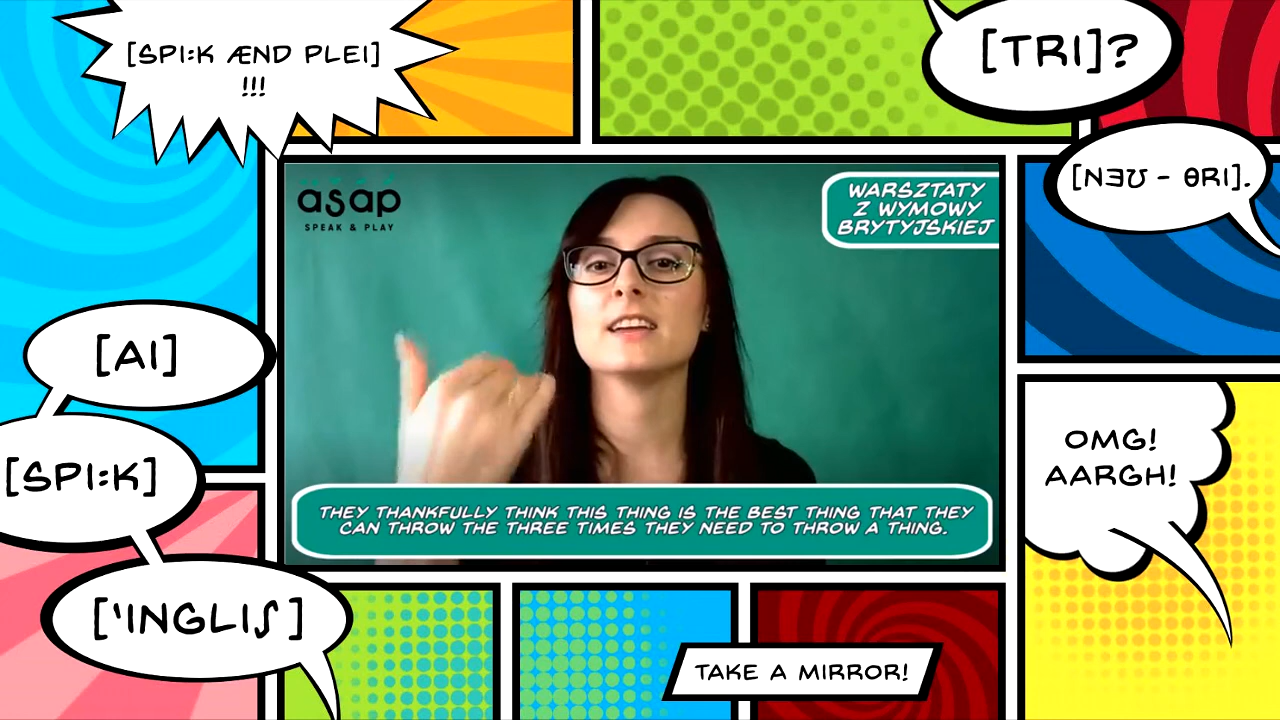 [SPI:K ÆND PLEI]
!!!
[TRI]?
[NƏƱ - ΘRI].
asap
SPEAK & PLAY
WARSZTATY
Z WYMOWY
BRYTYJSKIEJ
[AI]
[SPI:K]
['INGLIʃ]
OMG!
AARGH!
THEY THANKFULLY THINK THIS THING IS THE BEST THING THAT THEY
CAN THROW THE THREE TIMES THEY NEED TO THROW A THING.
TAKE A MIRROR!